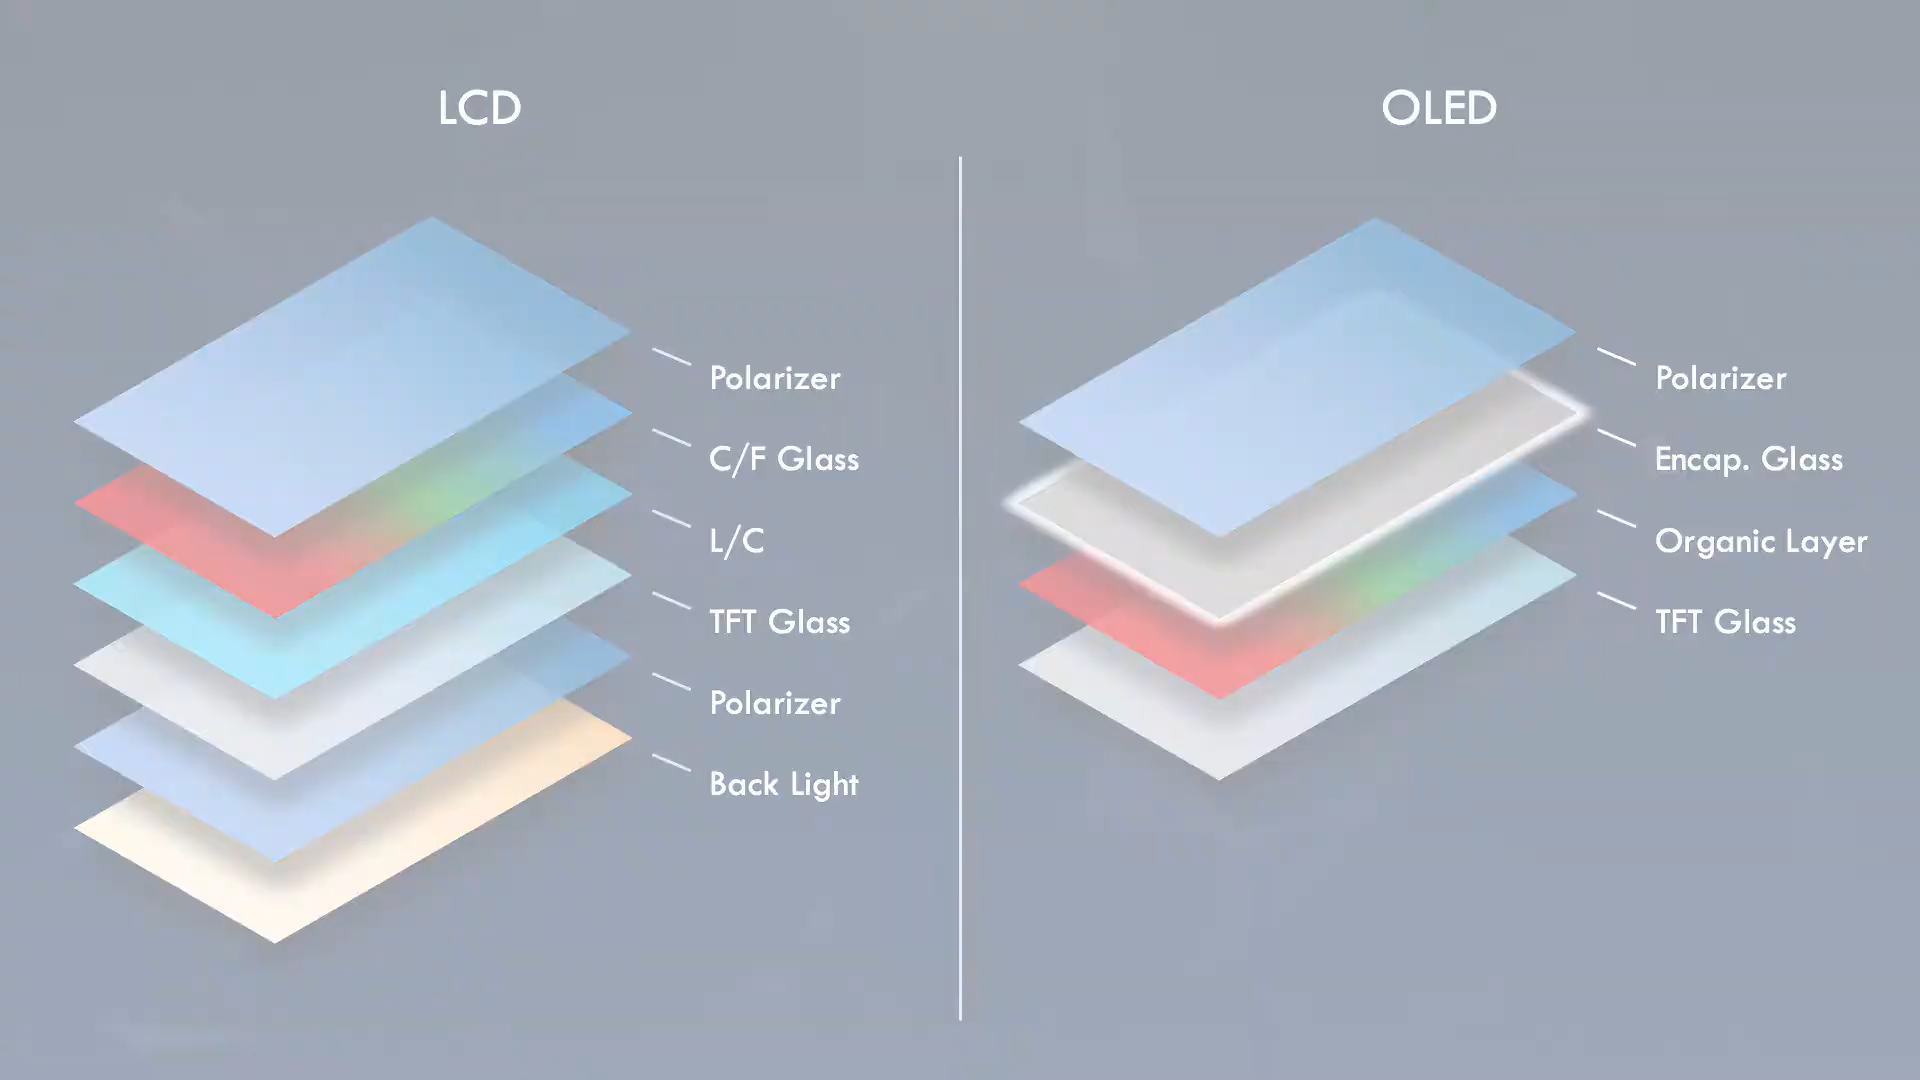 LCD
Polarizer
C/F Glass
L/C
TFT Glass
Polarizer
Back Light
OLED
Polarizer
Encap. Glass
Organic Layer
TFT Glass